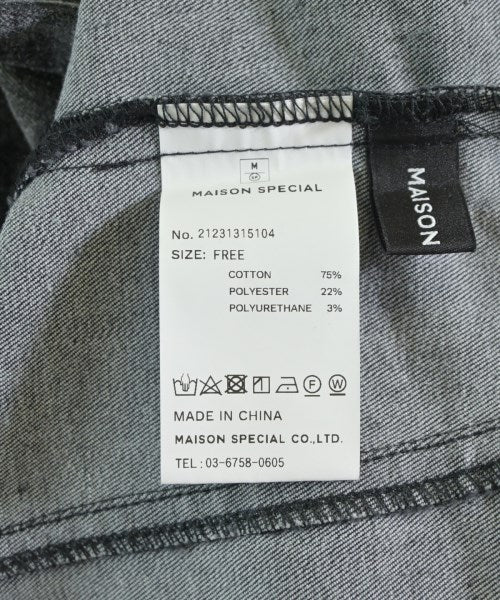 M
MAISON SPECIAL
No. 21231315104
SIZE: FREE
COTTON 75%
POLYESTER 22%
POLYURETHANE 3%
F W
MADE IN CHINA
MAISON SPECIAL CO.,LTD.
TEL: 03-6758-0605
MAISON